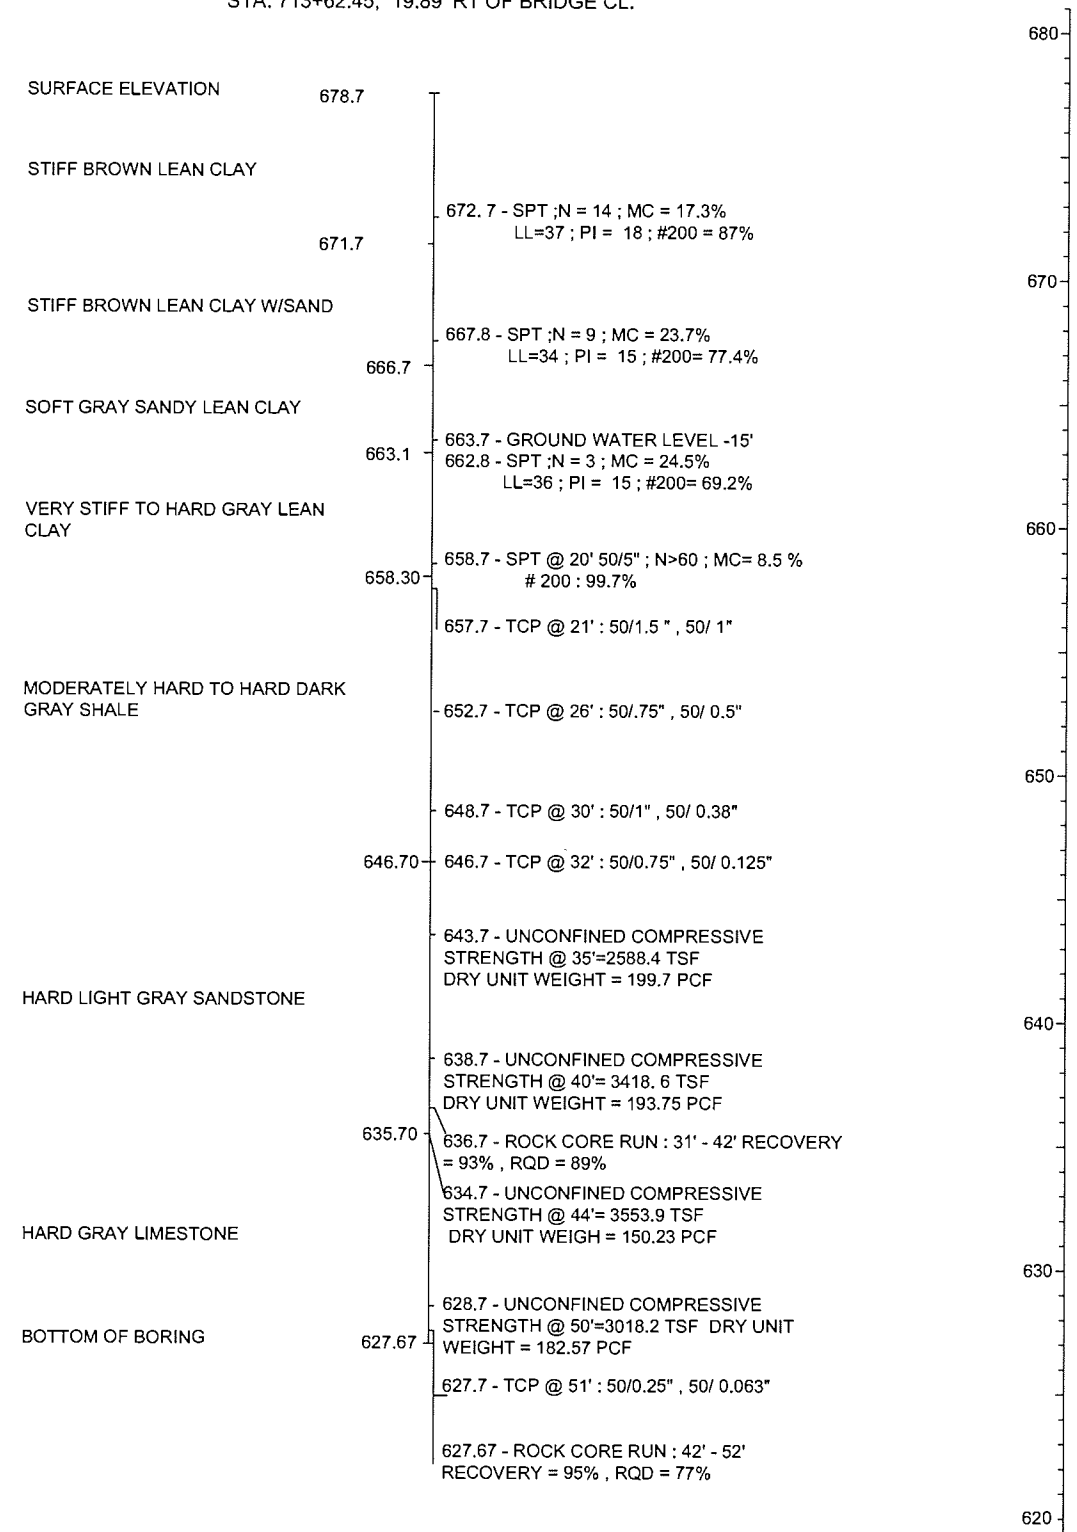 STA. 713+62.45, 19.89' RT OF BRIDGE CL.
680
SURFACE ELEVATION 678.7
STIFF BROWN LEAN CLAY
672. 7 - SPT ;N = 14 ; MC = 17.3%
LL=37 ; PI = 18 ; #200 = 87%
671.7
670
STIFF BROWN LEAN CLAY W/SAND
667.8 - SPT ;N = 9 ; MC = 23.7%
LL=34 ; PI = 15 ; #200= 77.4%
666.7
SOFT GRAY SANDY LEAN CLAY
663.7 - GROUND WATER LEVEL -15'
663.1
662.8 - SPT ;N = 3 ; MC = 24.5%
LL=36 ; PI = 15 ; #200= 69.2%
VERY STIFF TO HARD GRAY LEAN
CLAY
660
658.7 - SPT @ 20' 50/5" ; N>60 ; MC= 8.5 %
# 200 : 99.7%
658.30
657.7 - TCP @ 21' : 50/1.5 " , 50/ 1"
MODERATELY HARD TO HARD DARK
GRAY SHALE
652.7 - TCP @ 26' : 50/.75" , 50/ 0.5"
650
648.7 - TCP @ 30' : 50/1" , 50/ 0.38"
646.70
646.7 - TCP @ 32' : 50/0.75" , 50/ 0.125"
643.7 - UNCONFINED COMPRESSIVE
STRENGTH @ 35'=2588.4 TSF
DRY UNIT WEIGHT = 199.7 PCF
HARD LIGHT GRAY SANDSTONE
640
638.7 - UNCONFINED COMPRESSIVE
STRENGTH @ 40'= 3418. 6 TSF
DRY UNIT WEIGHT = 193.75 PCF
635.70
636.7 - ROCK CORE RUN : 31' - 42' RECOVERY
= 93% , RQD = 89%
634.7 - UNCONFINED COMPRESSIVE
STRENGTH @ 44'= 3553.9 TSF
DRY UNIT WEIGH = 150.23 PCF
HARD GRAY LIMESTONE
630
628.7 - UNCONFINED COMPRESSIVE
STRENGTH @ 50'=3018.2 TSF DRY UNIT
WEIGHT = 182.57 PCF
BOTTOM OF BORING 627.67
627.7 - TCP @ 51' : 50/0.25" , 50/ 0.063"
627.67 - ROCK CORE RUN : 42' - 52'
RECOVERY = 95% , RQD = 77%
620